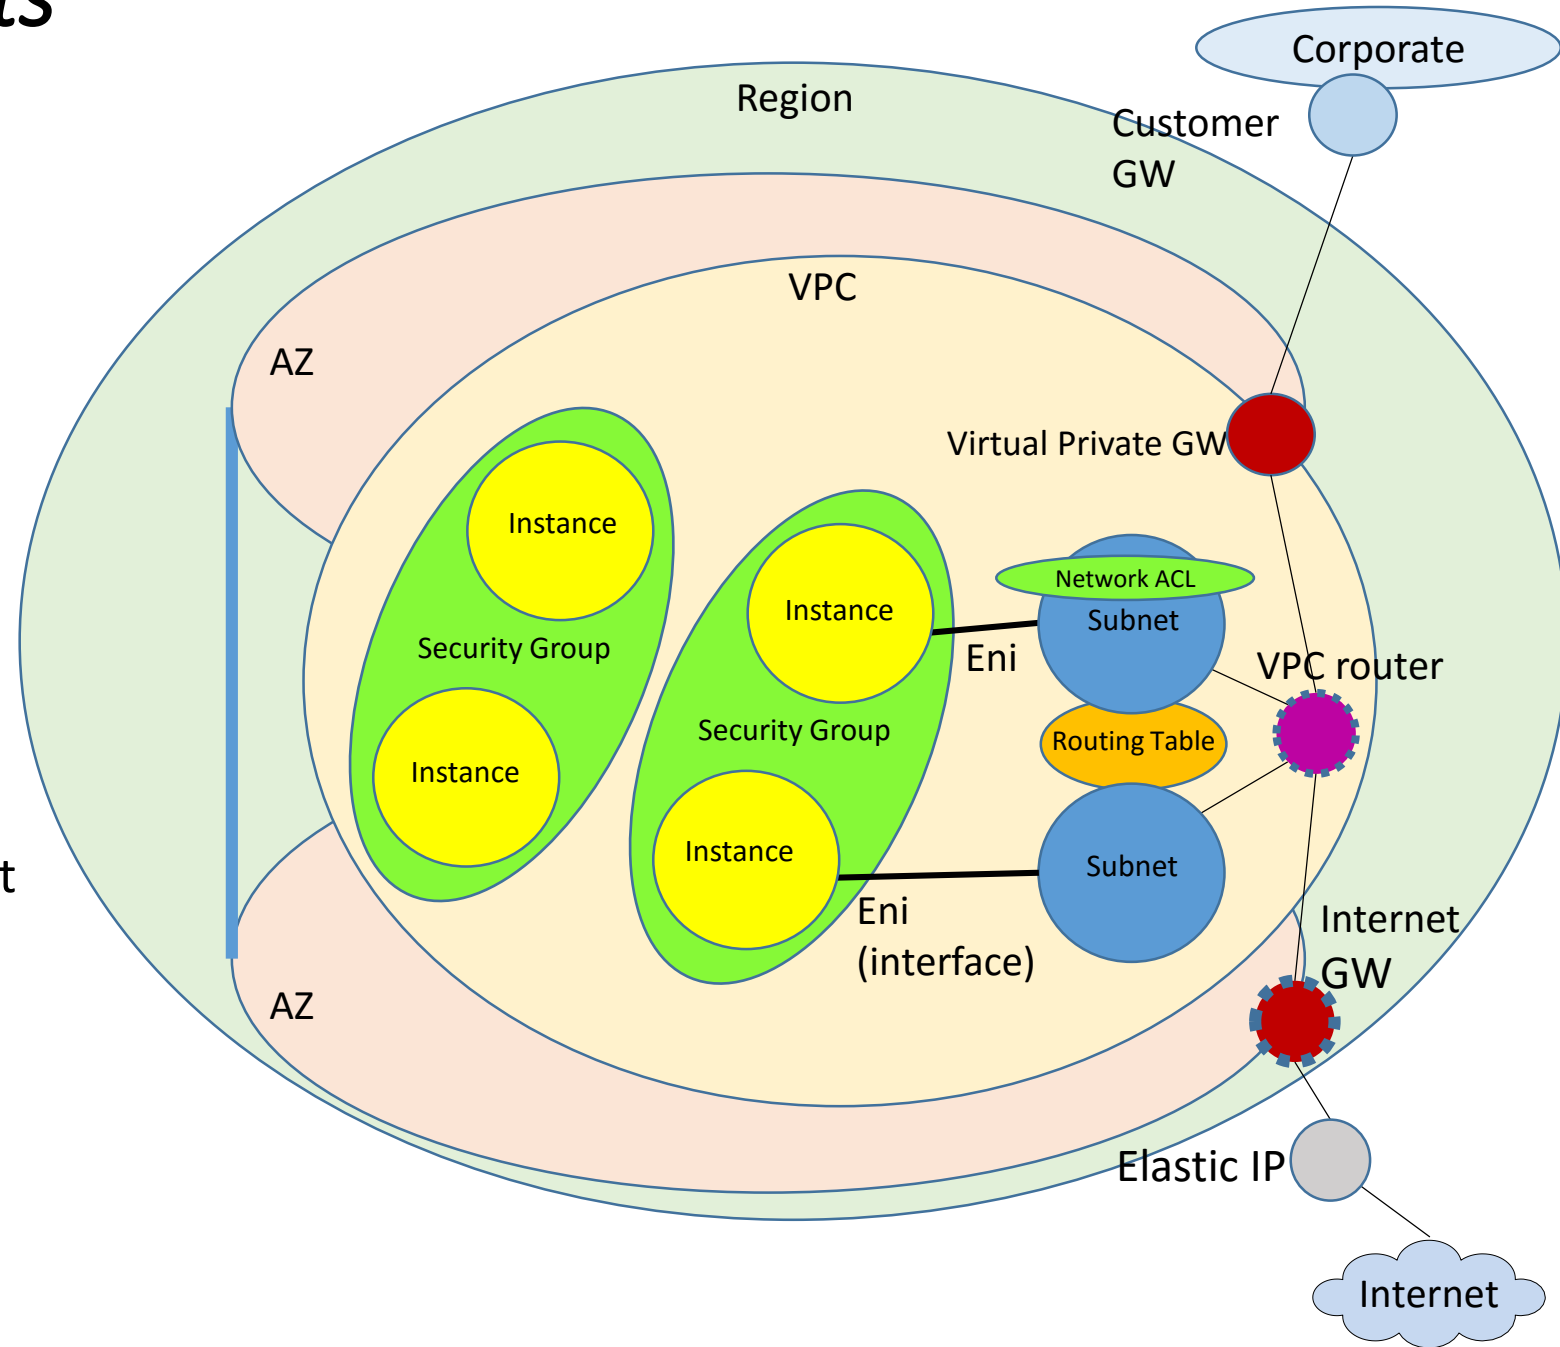 Corporate
Region
Customer
GW
VPC
AZ
Virtual Private GW
Instance
Network ACL
Instance
Subnet
Security Group
Eni
VPC router
Security Group
Routing Table
Instance
Instance
Subnet
Eni
(interface)
Internet
GW
AZ
Elastic IP
Internet